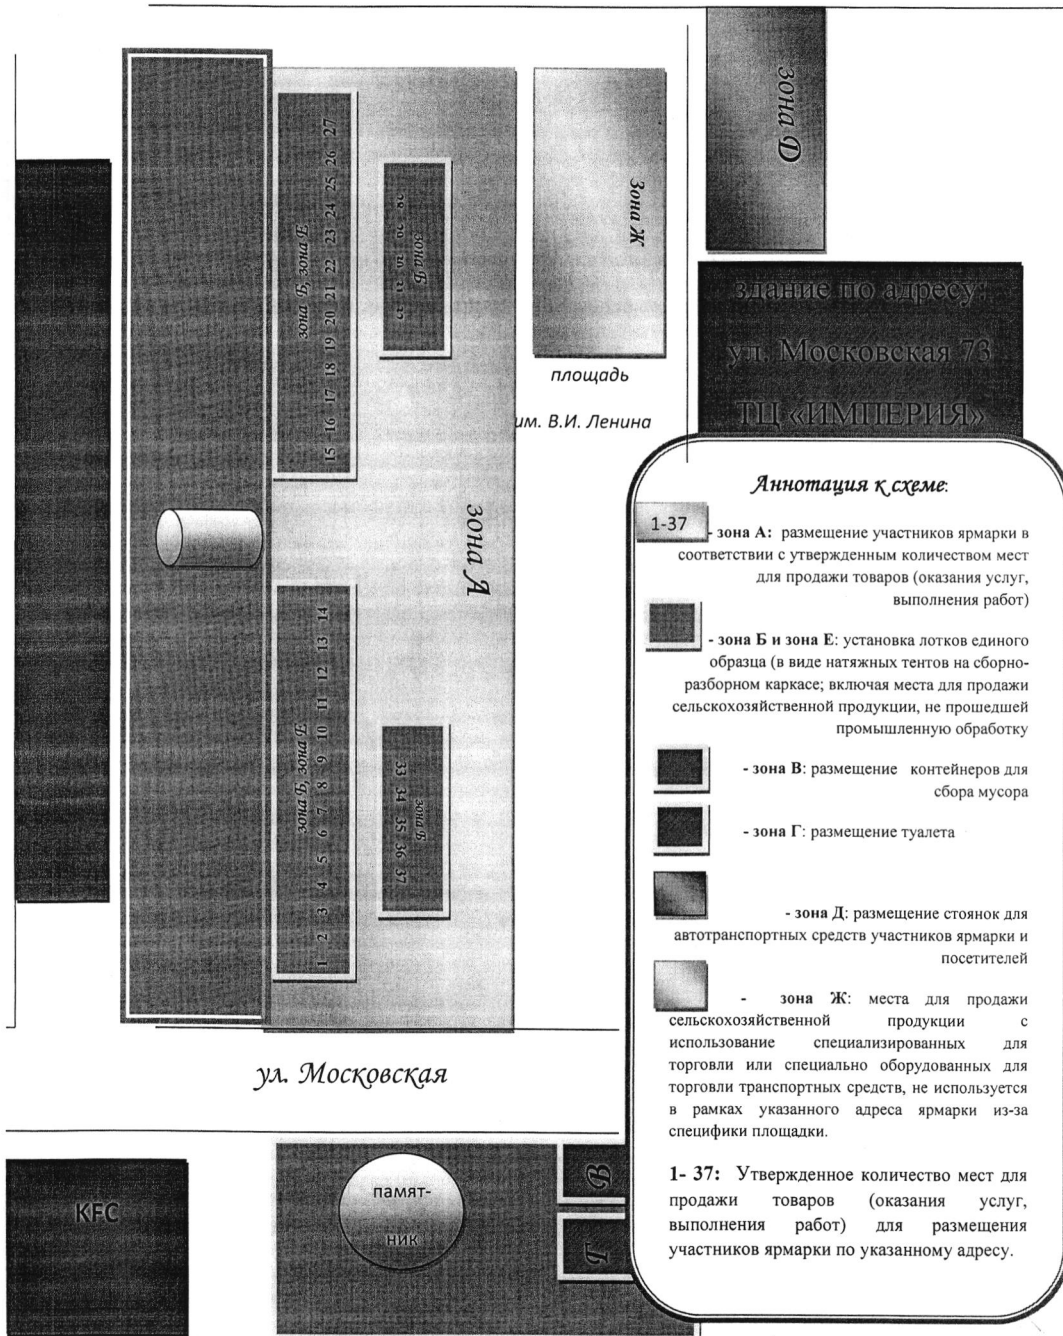 зона Д
Зона Ж
зона Б, зона Е
15 16 17 18 19 20 21 22 23 24 25 26 27
зона Б
здание по адресу:
ул. Московская 73
ТЦ «ИМПЕРИЯ»
площадь
им. В.И. Ленина
зона А
зона Б, зона Е
1 2 3 4 5 6 7 8 9 10 11 12 13 14
зона Б
33 34 35 36 37
ул. Московская
KFC
памят-
ник
В
Г
Аннотация к схеме:
1-37
- зона А: размещение участников ярмарки в
соответствии с утвержденным количеством мест
для продажи товаров (оказания услуг,
выполнения работ)
- зона Б и зона Е: установка лотков единого
образца (в виде натяжных тентов на сборно-
разборном каркасе; включая места для продажи
сельскохозяйственной продукции, не прошедшей
промышленную обработку
- зона В: размещение контейнеров для
сбора мусора
- зона Г: размещение туалета
- зона Д: размещение стоянок для
автотранспортных средств участников ярмарки и
посетителей
- зона Ж: места для продажи
сельскохозяйственной продукции с
использование специализированных для
торговли или специально оборудованных для
торговли транспортных средств, не используется
в рамках указанного адреса ярмарки из-за
специфики площадки.
1- 37: Утвержденное количество мест для
продажи товаров (оказания услуг,
выполнения работ) для размещения
участников ярмарки по указанному адресу.